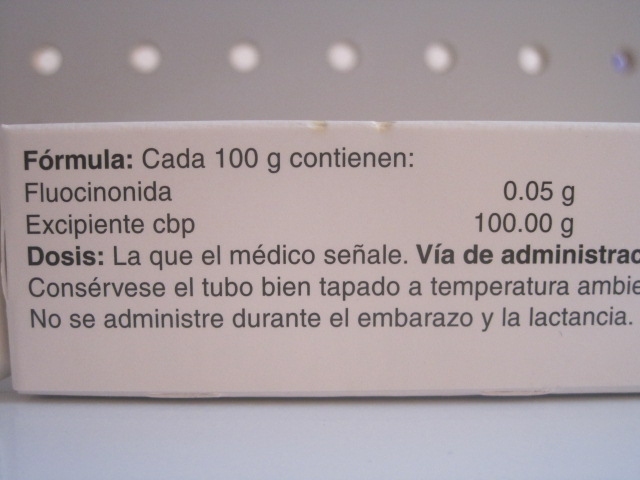 Fórmula: Cada 100 g contienen:
Fluocinonida 0.05 g
Excipiente cbp 100.00 g
Dosis: La que el médico señale. Vía de
Consérvese el tubo bien tapado a temperatura
No se administre durante el embarazo y la lactancia.